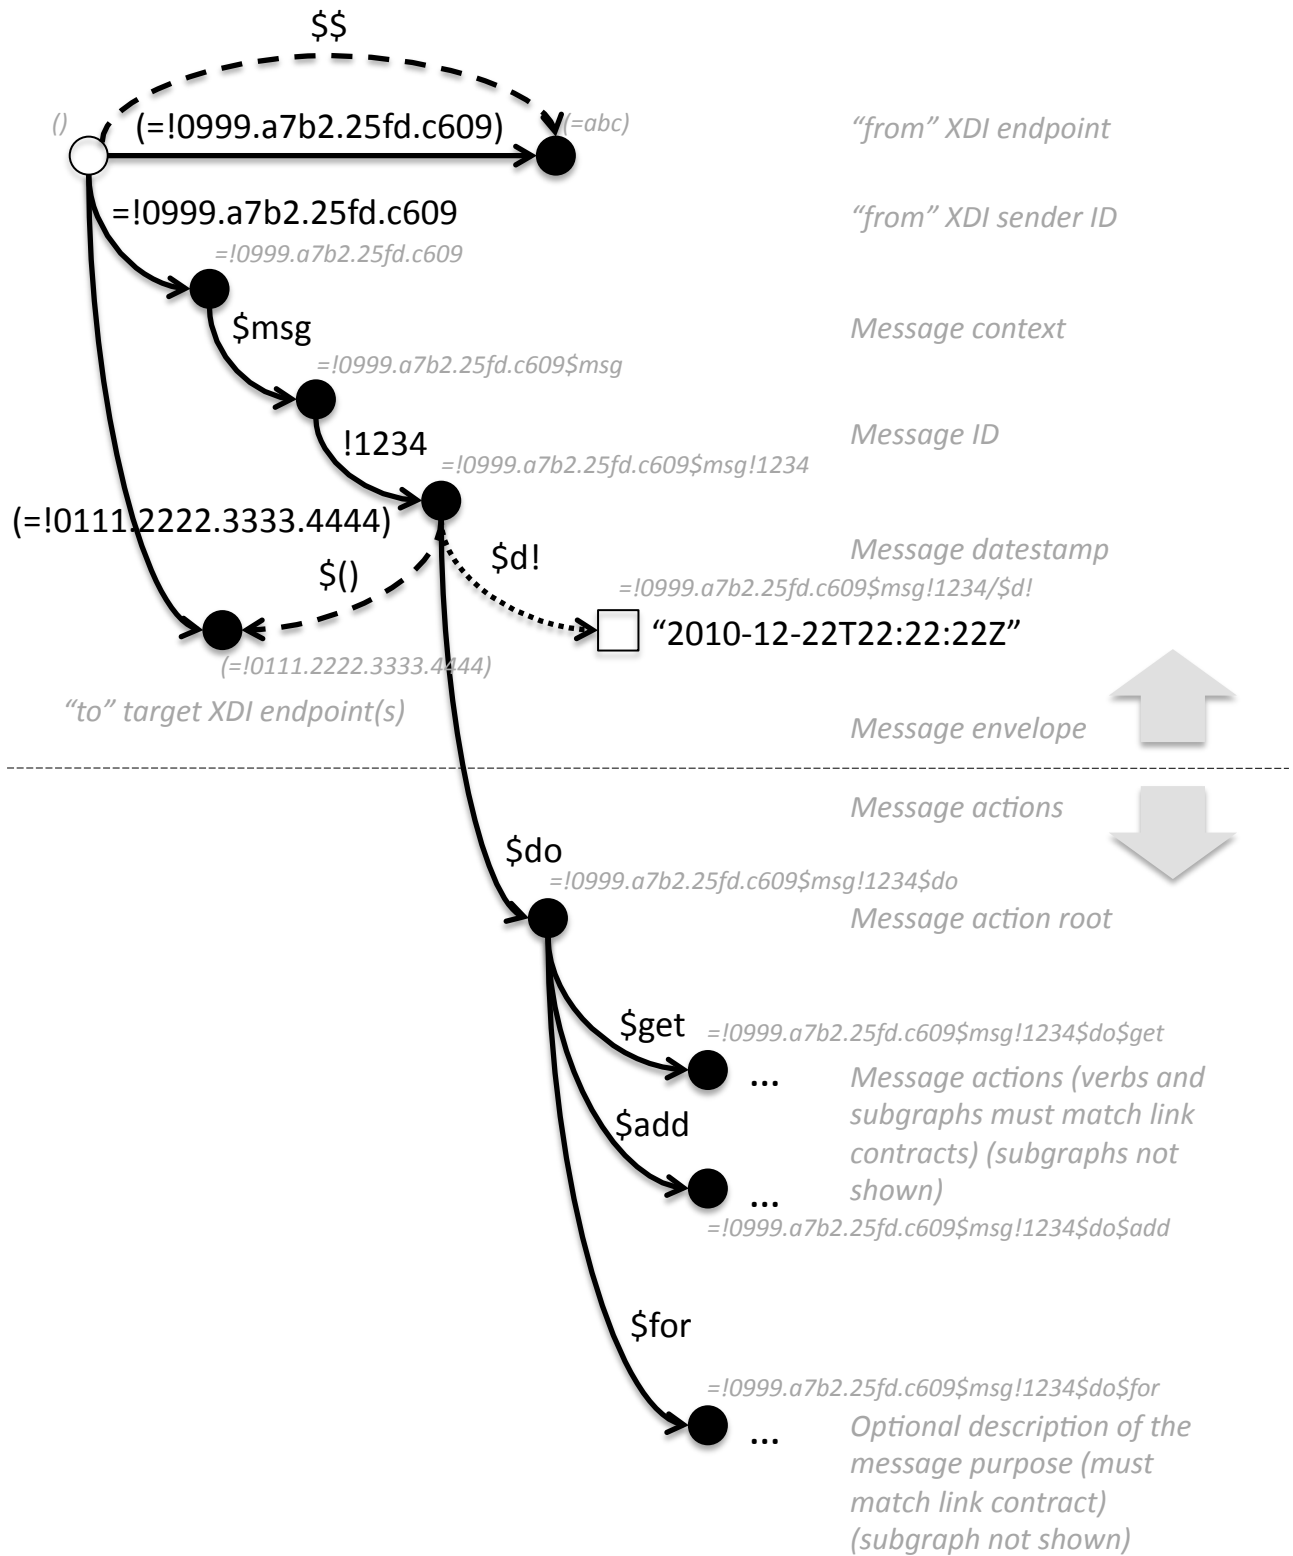 $$
()
(=!0999.a7b2.25fd.c609)
(=abc)
“from” XDI endpoint
=!0999.a7b2.25fd.c609
“from” XDI sender ID
=!0999.a7b2.25fd.c609
$msg
Message context
=!0999.a7b2.25fd.c609$msg
!1234
Message ID
=!0999.a7b2.25fd.c609$msg!1234
(=!0111.2222.3333.4444)
$()
$d!
Message datestamp
=!0999.a7b2.25fd.c609$msg!1234/$d!
“2010-12-22T22:22:22Z”
(=!0111.2222.3333.4444)
“to” target XDI endpoint(s)
Message envelope
Message actions
$do
=!0999.a7b2.25fd.c609$msg!1234$do
Message action root
$get
=!0999.a7b2.25fd.c609$msg!1234$do$get
...
Message actions (verbs and
subgraphs must match link
contracts) (subgraphs not
shown)
$add
...
=!0999.a7b2.25fd.c609$msg!1234$do$add
$for
=!0999.a7b2.25fd.c609$msg!1234$do$for
...
Optional description of the
message purpose (must
match link contract)
(subgraph not shown)